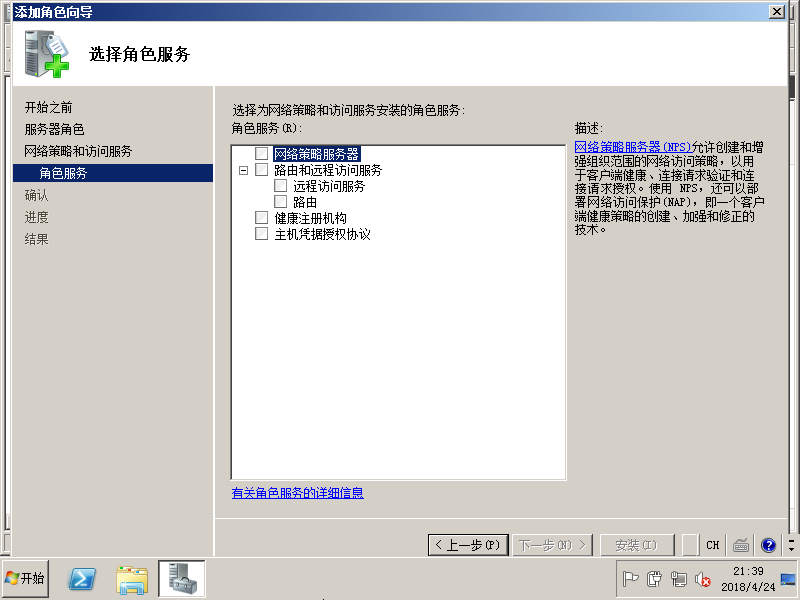 添加角色向导
选择角色服务
开始之前
服务器角色
网络策略和访问服务
角色服务
确认
进度
结果
选择为网络策略和访问服务安装的角色服务:
角色服务(R):
网络策略服务器
路由和远程访问服务
远程访问服务
路由
健康注册机构
主机凭据授权协议
有关角色服务的详细信息
描述:
网络策略服务器(NPS)允许创建和增
强组织范围的网络访问策略，以用
于客户端健康、连接请求验证和连
接请求授权。使用 NPS，还可以部
署网络访问保护(NAP)，即一个客户
端健康策略的创建、加强和修正的
技术。
< 上一步(P)
下一步(N) >
安装(I)
CH
开始
21:39
2018/4/24